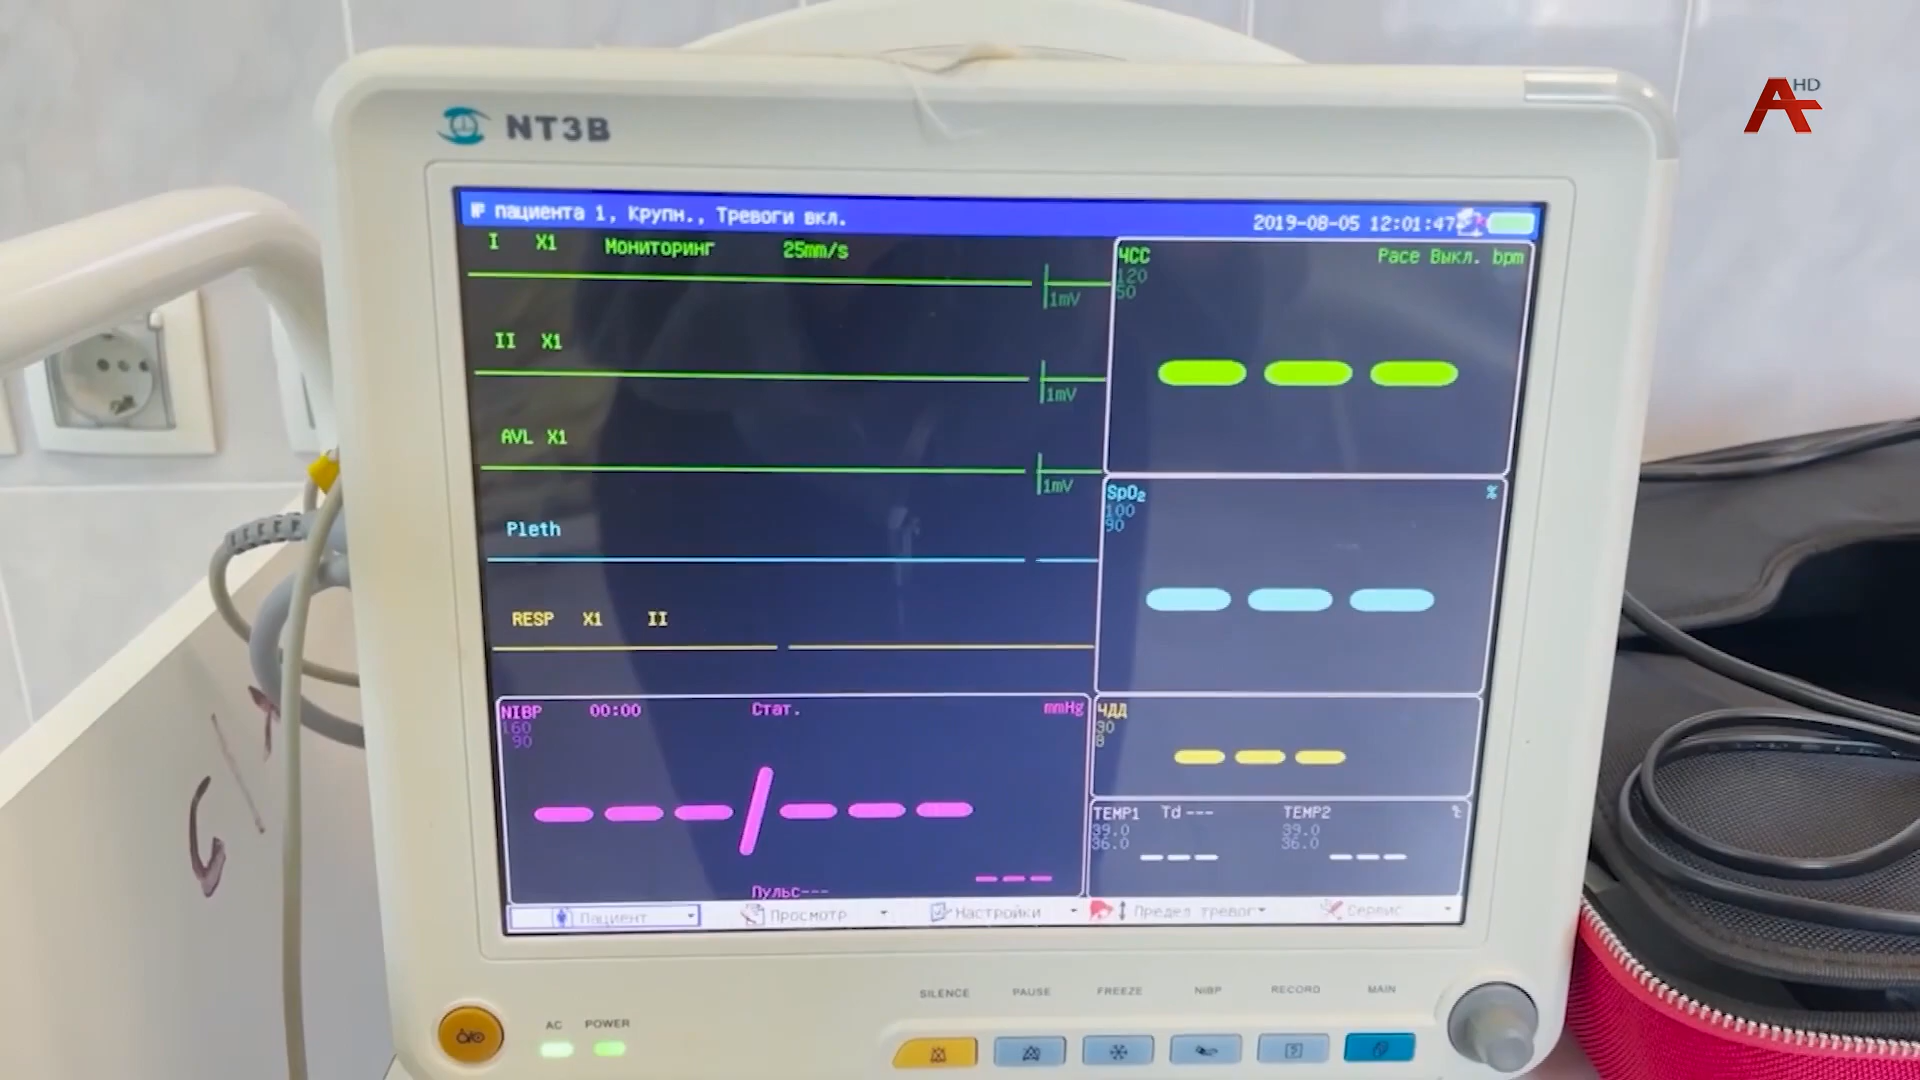 HD
NT3B
№ пациента 1, Крупн., Тревоги вкл.
2019-08-05 12:01:47
I X1 Мониторинг 25mm/s
1mV
II X1
1mV
AVL X1
1mV
Pleth
RESP X1 II
ЧСС Pace Выкл. bpm
120
50
---
SpO₂ %
100
90
---
NIBP 00:00 Стат. mmHg
160
90
---/---
---
Пульс---
ЧДД
30
8
---
TEMP1 Td --- TEMP2 °C
39.0 39.0
36.0 36.0
--- ---
Пациент Просмотр Настройки Предел тревог Сервис
SILENCE PAUSE FREEZE NIBP RECORD MAIN
AC POWER